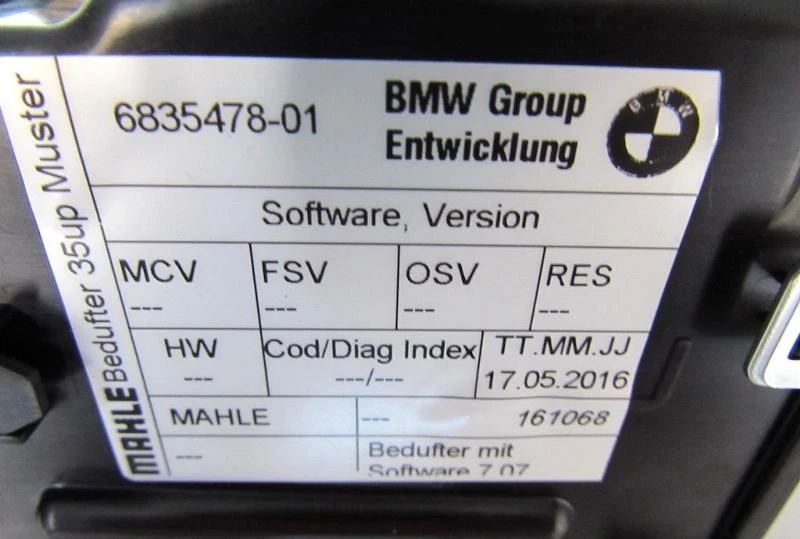 MAHLE Bedufter 35up Muster
6835478-01
BMW Group
Entwicklung
BMW
Software, Version
MCV FSV OSV RES
--- --- --- ---
HW Cod/Diag Index TT.MM.JJ
--- ---/--- 17.05.2016
MAHLE --- 161068
--- Bedufter mit
Software 7.07